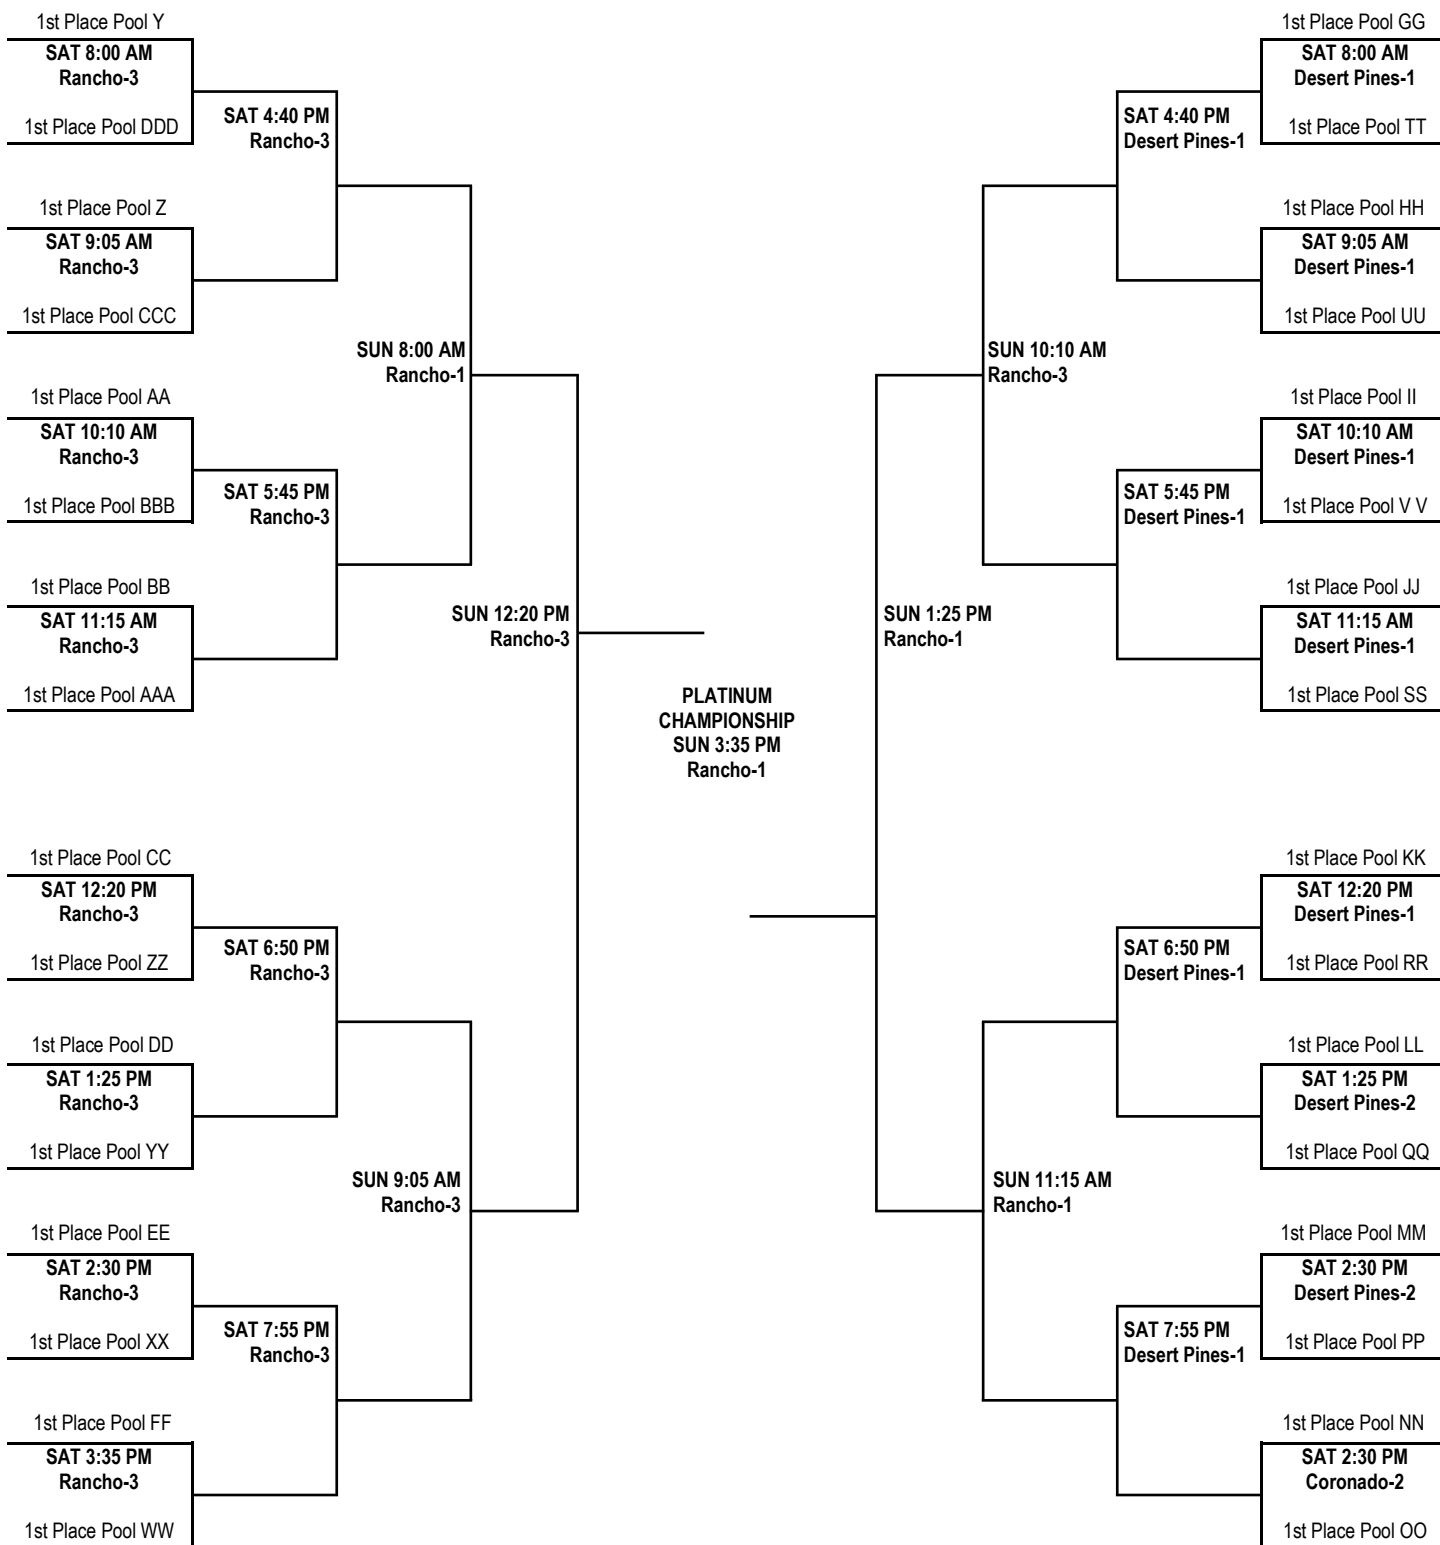 1st Place Pool Y
SAT 8:00 AM
Rancho-3
1st Place Pool DDD
SAT 4:40 PM
Rancho-3
1st Place Pool Z
SAT 9:05 AM
Rancho-3
1st Place Pool CCC
SUN 8:00 AM
Rancho-1
1st Place Pool AA
SAT 10:10 AM
Rancho-3
1st Place Pool BBB
SAT 5:45 PM
Rancho-3
1st Place Pool BB
SAT 11:15 AM
Rancho-3
1st Place Pool AAA
SUN 12:20 PM
Rancho-3
1st Place Pool CC
SAT 12:20 PM
Rancho-3
1st Place Pool ZZ
SAT 6:50 PM
Rancho-3
1st Place Pool DD
SAT 1:25 PM
Rancho-3
1st Place Pool YY
SUN 9:05 AM
Rancho-3
1st Place Pool EE
SAT 2:30 PM
Rancho-3
1st Place Pool XX
SAT 7:55 PM
Rancho-3
1st Place Pool FF
SAT 3:35 PM
Rancho-3
1st Place Pool WW
PLATINUM
CHAMPIONSHIP
SUN 3:35 PM
Rancho-1
1st Place Pool GG
SAT 8:00 AM
Desert Pines-1
1st Place Pool TT
SAT 4:40 PM
Desert Pines-1
1st Place Pool HH
SAT 9:05 AM
Desert Pines-1
1st Place Pool UU
SUN 10:10 AM
Rancho-3
1st Place Pool II
SAT 10:10 AM
Desert Pines-1
1st Place Pool V V
SAT 5:45 PM
Desert Pines-1
1st Place Pool JJ
SAT 11:15 AM
Desert Pines-1
1st Place Pool SS
SUN 1:25 PM
Rancho-1
1st Place Pool KK
SAT 12:20 PM
Desert Pines-1
1st Place Pool RR
SAT 6:50 PM
Desert Pines-1
1st Place Pool LL
SAT 1:25 PM
Desert Pines-2
1st Place Pool QQ
SUN 11:15 AM
Rancho-1
1st Place Pool MM
SAT 2:30 PM
Desert Pines-2
1st Place Pool PP
SAT 7:55 PM
Desert Pines-1
1st Place Pool NN
SAT 2:30 PM
Coronado-2
1st Place Pool OO